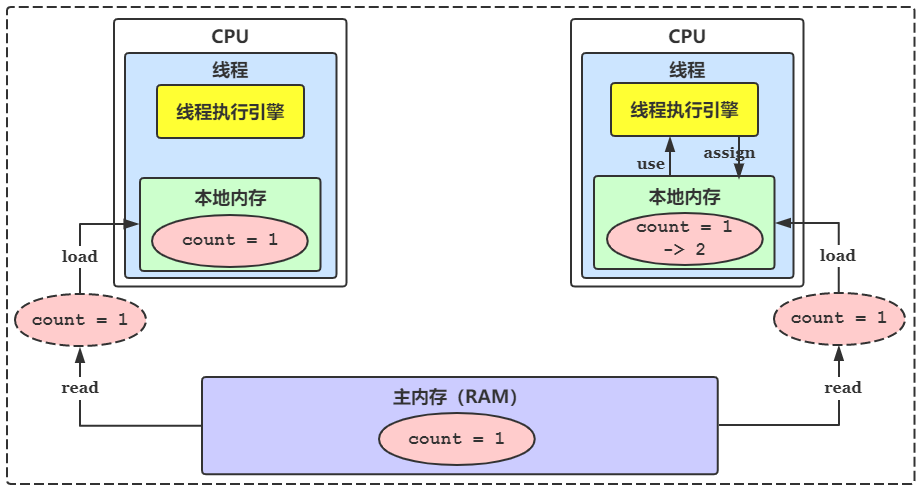 CPU
线程
线程执行引擎
本地内存
count = 1
load
count = 1
read
CPU
线程
线程执行引擎
use
assign
本地内存
count = 1
-> 2
load
count = 1
read
主内存（RAM）
count = 1